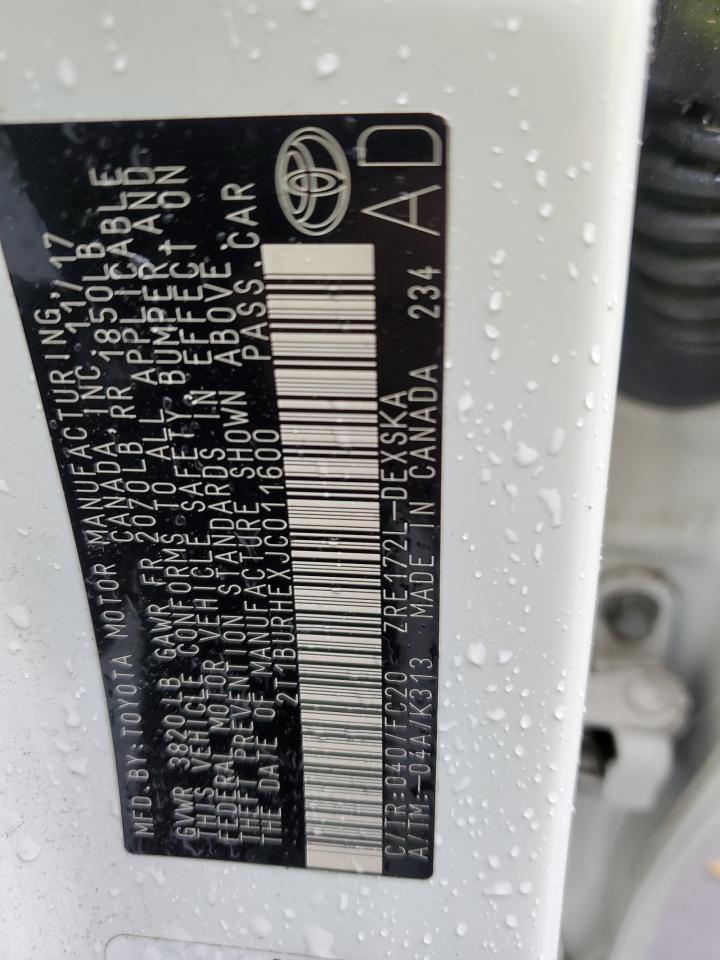 MFD.BY:TOYOTA MOTOR MANUFACTURING,
CANADA, INC. 11/17
GVWR 3820LB GAWR FR 2070LB RR 1850LB
THIS VEHICLE CONFORMS TO ALL APPLICABLE
FEDERAL MOTOR VEHICLE SAFETY, BUMPER, AND
THEFT PREVENTION STANDARDS IN EFFECT ON
THE DATE OF MANUFACTURE SHOWN ABOVE.
2T1BURHEXJC011600 PASS.CAR
C/TR:040/FC20 ZRE172L-DEXSKA
A/TM:-04A/K313 MADE IN CANADA 234
AD